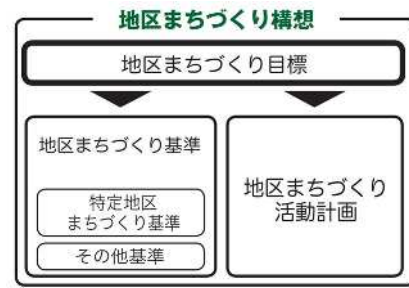 地区まちづくり構想
地区まちづくり目標
地区まちづくり基準
特定地区
まちづくり基準
その他基準
地区まちづくり
活動計画